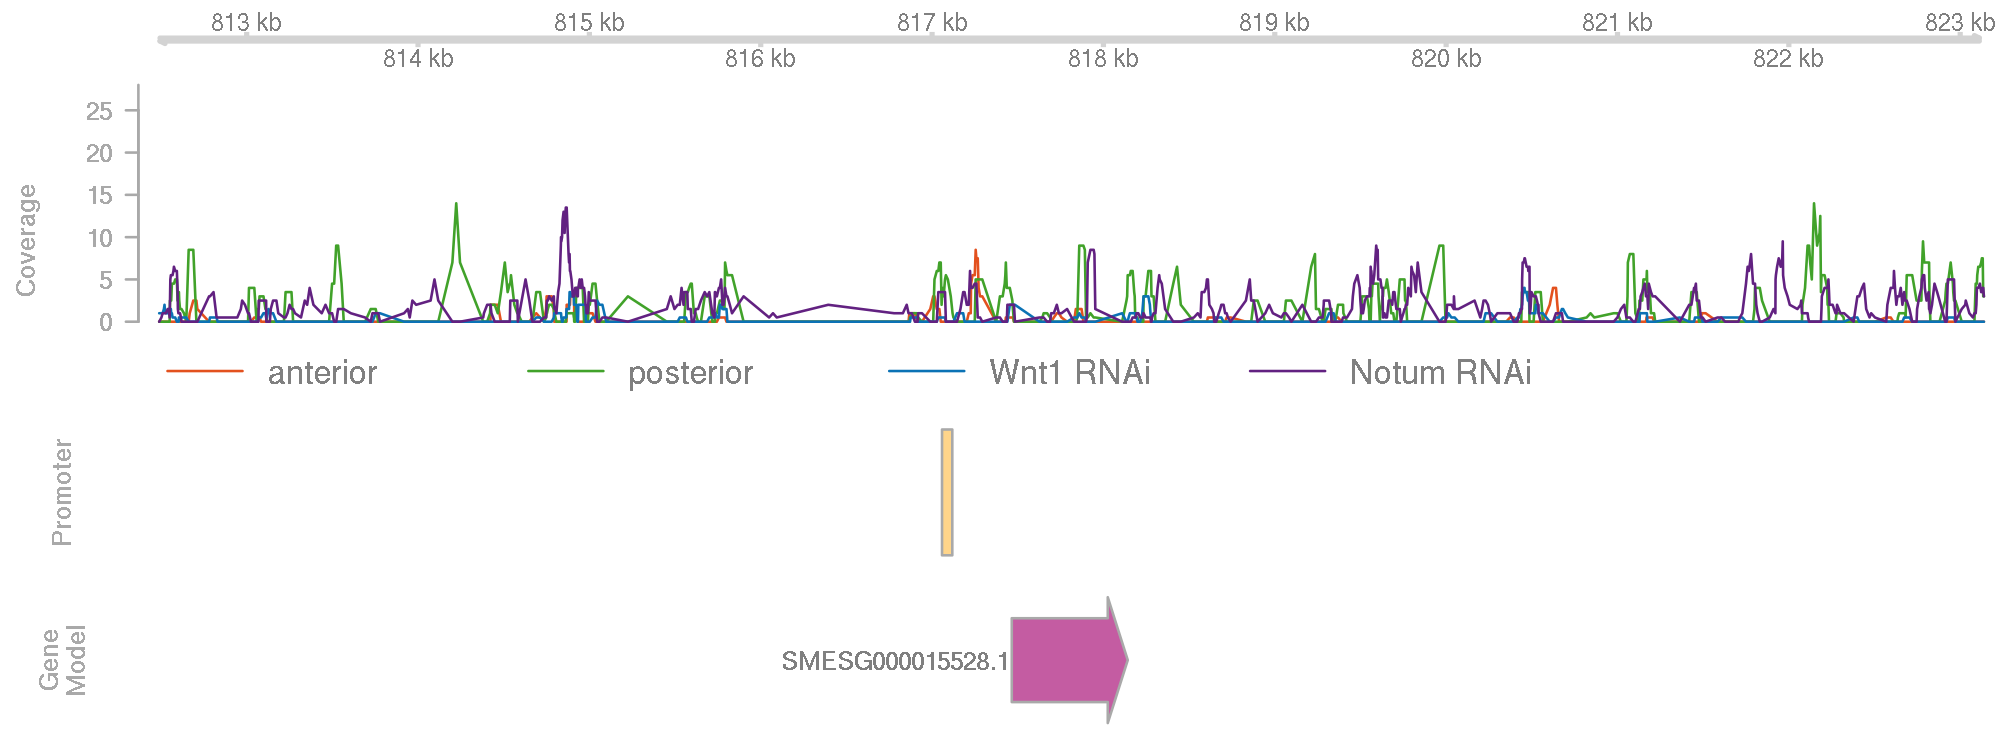 813 kb 815 kb 817 kb 819 kb 821 kb 823 kb
814 kb 816 kb 818 kb 820 kb 822 kb
Coverage
25
20
15
10
5
0
anterior posterior Wnt1 RNAi Notum RNAi
Promoter
Gene
Model
SMESG000015528.1